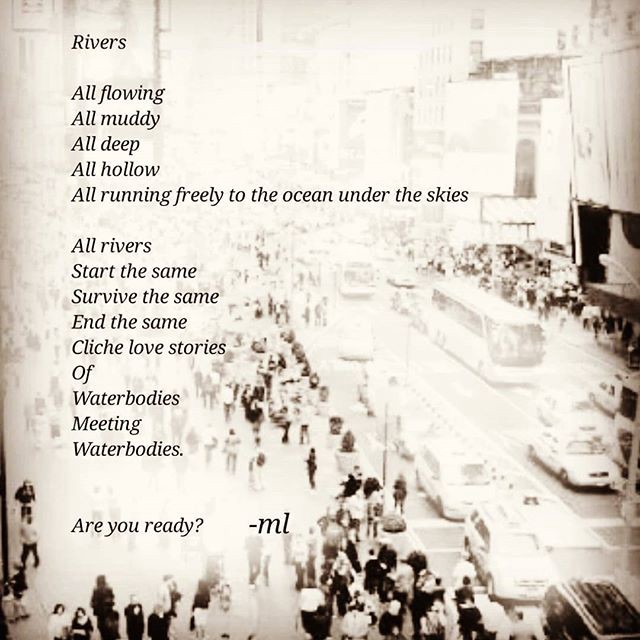 Rivers
All flowing
All muddy
All deep
All hollow
All running freely to the ocean under the skies
All rivers
Start the same
Survive the same
End the same
Cliche love stories
Of
Waterbodies
Meeting
Waterbodies.
Are you ready? -ml